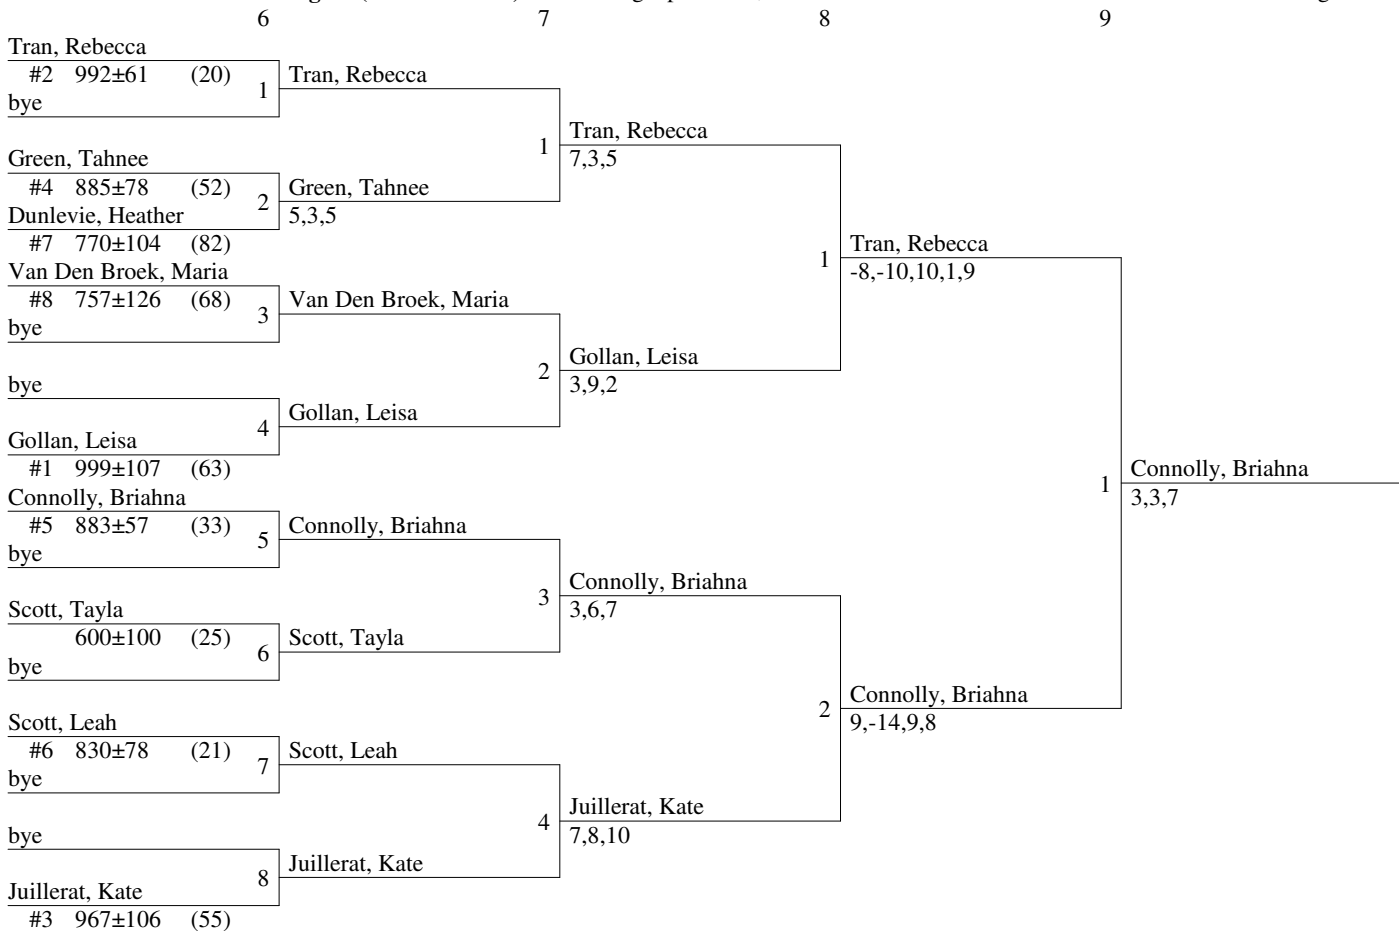 6 7 8 9
Tran, Rebecca
#2 992±61 (20)
1
Tran, Rebecca
bye
1
Tran, Rebecca
7,3,5
Green, Tahnee
#4 885±78 (52)
2
Green, Tahnee
5,3,5
Dunlevie, Heather
#7 770±104 (82)
1
Tran, Rebecca
-8,-10,10,1,9
Van Den Broek, Maria
#8 757±126 (68)
3
Van Den Broek, Maria
bye
2
Gollan, Leisa
3,9,2
bye
4
Gollan, Leisa
Gollan, Leisa
#1 999±107 (63)
1
Connolly, Briahna
3,3,7
Connolly, Briahna
#5 883±57 (33)
5
Connolly, Briahna
bye
3
Connolly, Briahna
3,6,7
Scott, Tayla
600±100 (25)
6
Scott, Tayla
bye
2
Connolly, Briahna
9,-14,9,8
Scott, Leah
#6 830±78 (21)
7
Scott, Leah
bye
4
Juillerat, Kate
7,8,10
bye
8
Juillerat, Kate
Juillerat, Kate
#3 967±106 (55)